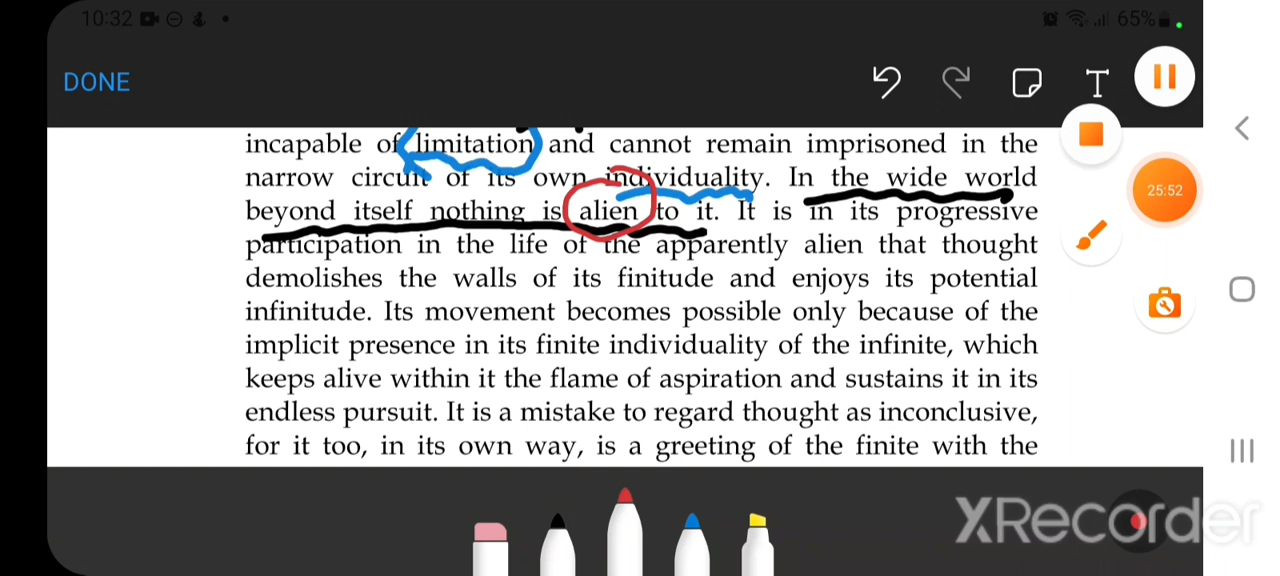 10:32
65%
DONE
T
incapable of limitation and cannot remain imprisoned in the
narrow circuit of its own individuality. In the wide world
25:52
beyond itself nothing is alien to it. It is in its progressive
participation in the life of the apparently alien that thought
demolishes the walls of its finitude and enjoys its potential
infinitude. Its movement becomes possible only because of the
implicit presence in its finite individuality of the infinite, which
keeps alive within it the flame of aspiration and sustains it in its
endless pursuit. It is a mistake to regard thought as inconclusive,
for it too, in its own way, is a greeting of the finite with the
XRecorder